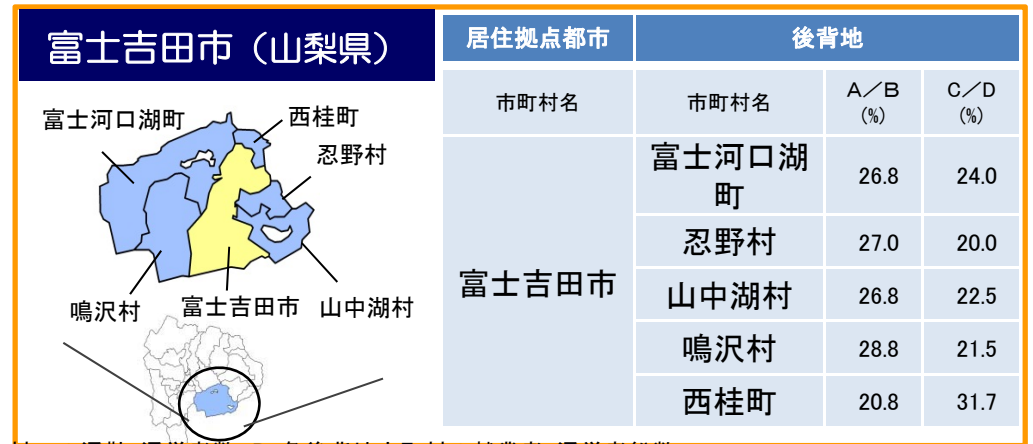 富士吉田市（山梨県）
富士河口湖町
西桂町
忍野村
鳴沢村
富士吉田市
山中湖村
居住拠点都市
後背地
市町村名
市町村名
A／B
(%)
C／D
(%)
富士吉田市
富士河口湖
町
26.8
24.0
忍野村
27.0
20.0
山中湖村
26.8
22.5
鳴沢村
28.8
21.5
西桂町
20.8
31.7